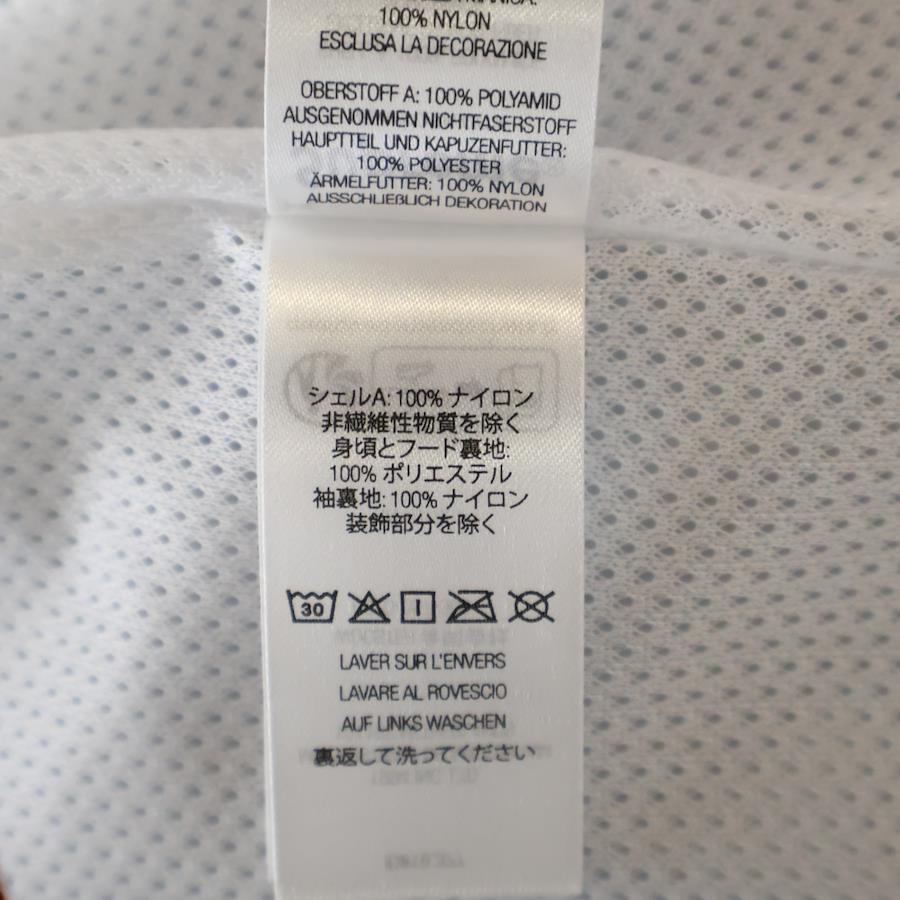 100% NYLON
ESCLUSA LA DECORAZIONE
OBERSTOFF A: 100% POLYAMID
AUSGENOMMEN NICHTFASERSTOFF
HAUPTTEIL UND KAPUZENFUTTER:
100% POLYESTER
ÄRMELFUTTER: 100% NYLON
AUSSCHLIEßLICH DEKORATION
シェルA: 100% ナイロン
非繊維性物質を除く
身頃とフード裏地:
100% ポリエステル
袖裏地: 100% ナイロン
装飾部分を除く
30
LAVER SUR L'ENVERS
LAVARE AL ROVESCIO
AUF LINKS WASCHEN
裏返して洗ってください